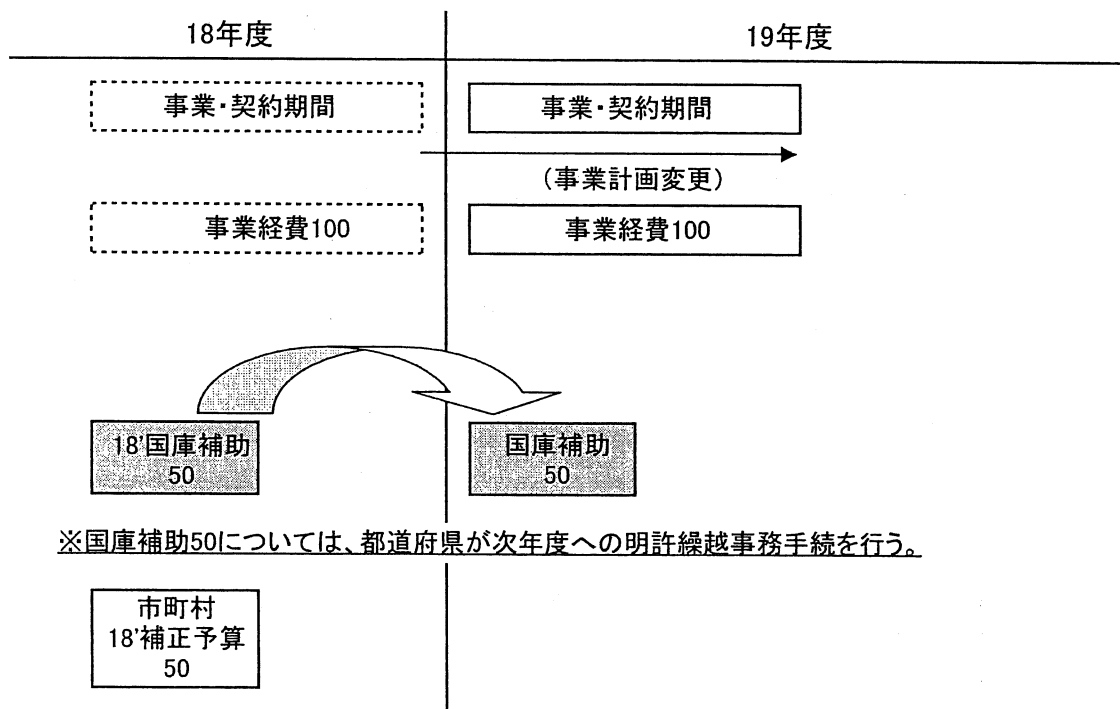 18年度
19年度
事業・契約期間
事業・契約期間
(事業計画変更)
事業経費100
事業経費100
18'国庫補助
50
国庫補助
50
※国庫補助50については、都道府県が次年度への明許繰越事務手続を行う。
市町村
18'補正予算
50